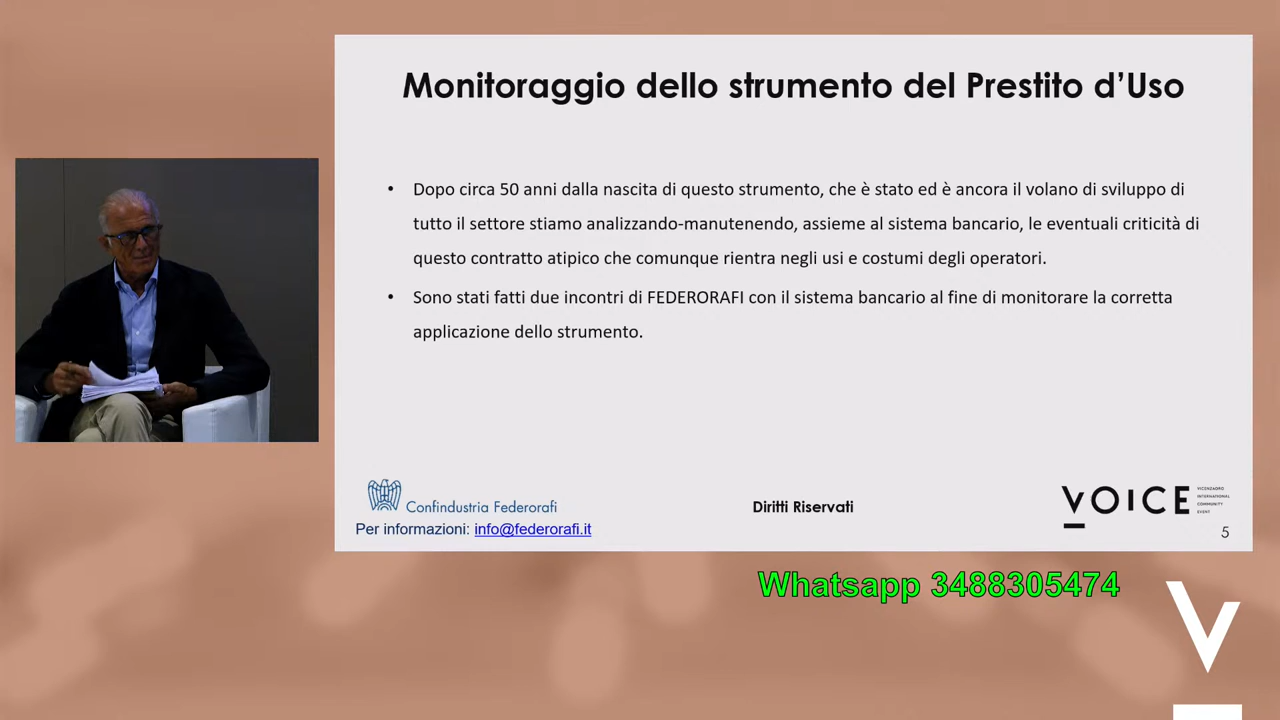 Monitoraggio dello strumento del Prestito d’Uso
• Dopo circa 50 anni dalla nascita di questo strumento, che è stato ed è ancora il volano di sviluppo di
tutto il settore stiamo analizzando-manutenendo, assieme al sistema bancario, le eventuali criticità di
questo contratto atipico che comunque rientra negli usi e costumi degli operatori.
• Sono stati fatti due incontri di FEDERORAFI con il sistema bancario al fine di monitorare la corretta
applicazione dello strumento.
Confindustria Federorafi
Per informazioni: info@federorafi.it
Diritti Riservati
VOICE
VICENZAORO
INTERNATIONAL
COMMUNITY
EVENT
5
Whatsapp 3488305474
V